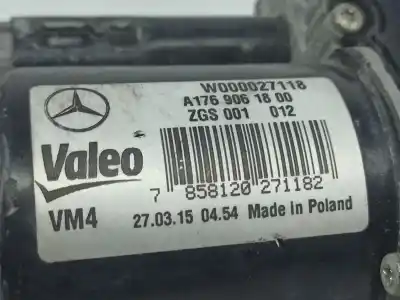 W000027118
A176 906 18 00
ZGS 001 012
Valeo
7 858120 271182
VM4 27.03.15 04.54 Made in Poland